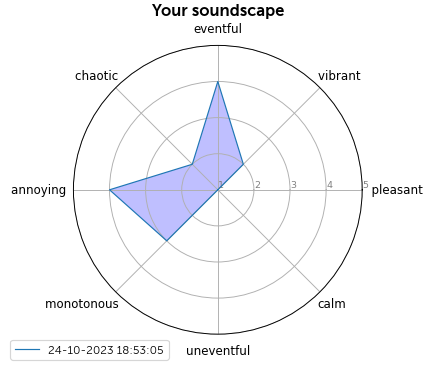 Your soundscape
eventful
chaotic
vibrant
annoying
1
2
3
4
5
pleasant
monotonous
calm
24-10-2023 18:53:05
uneventful